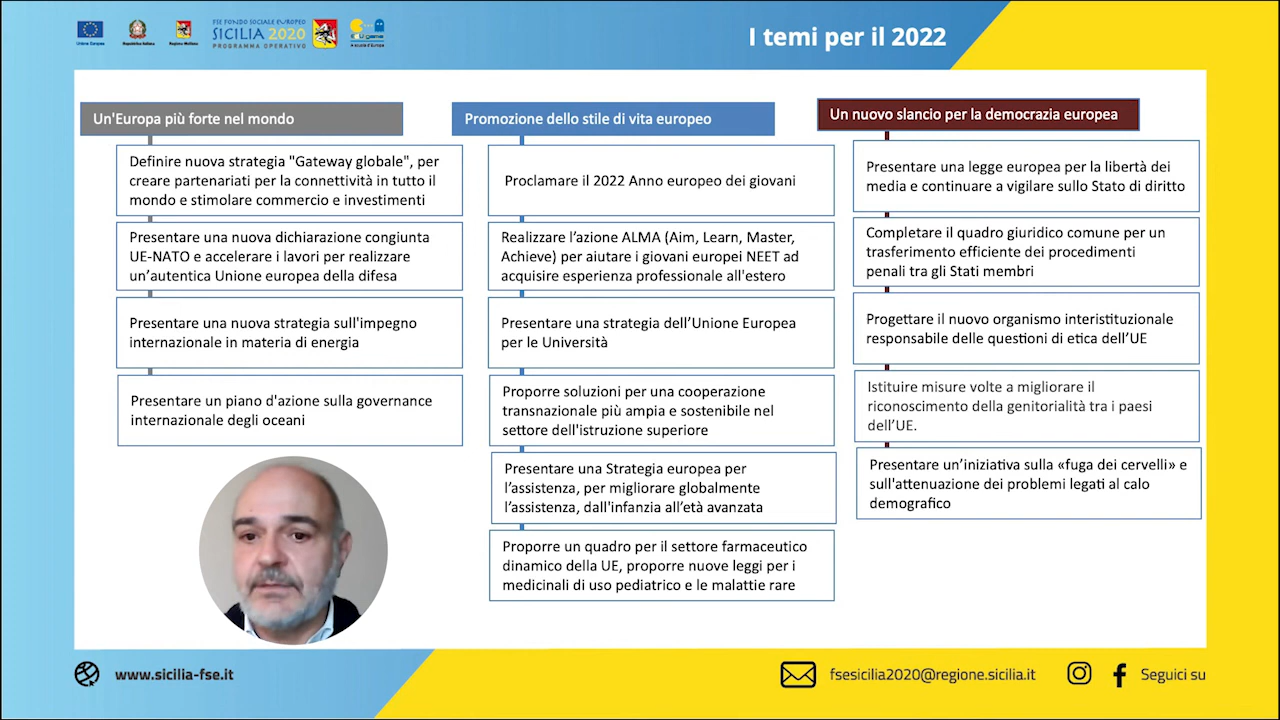 Unione Europea
Repubblica Italiana
Regione Siciliana
FSE FONDO SOCIALE EUROPEO
SICILIA 2020
PROGRAMMA OPERATIVO
a scuola d'Europa
I temi per il 2022
Un'Europa più forte nel mondo
Definire nuova strategia "Gateway globale", per
creare partenariati per la connettività in tutto il
mondo e stimolare commercio e investimenti
Presentare una nuova dichiarazione congiunta
UE-NATO e accelerare i lavori per realizzare
un’autentica Unione europea della difesa
Presentare una nuova strategia sull'impegno
internazionale in materia di energia
Presentare un piano d'azione sulla governance
internazionale degli oceani
Promozione dello stile di vita europeo
Proclamare il 2022 Anno europeo dei giovani
Realizzare l’azione ALMA (Aim, Learn, Master,
Achieve) per aiutare i giovani europei NEET ad
acquisire esperienza professionale all'estero
Presentare una strategia dell’Unione Europea
per le Università
Proporre soluzioni per una cooperazione
transnazionale più ampia e sostenibile nel
settore dell'istruzione superiore
Presentare una Strategia europea per
l’assistenza, per migliorare globalmente
l’assistenza, dall'infanzia all’età avanzata
Proporre un quadro per il settore farmaceutico
dinamico della UE, proporre nuove leggi per i
medicinali di uso pediatrico e le malattie rare
Un nuovo slancio per la democrazia europea
Presentare una legge europea per la libertà dei
media e continuare a vigilare sullo Stato di diritto
Completare il quadro giuridico comune per un
trasferimento efficiente dei procedimenti
penali tra gli Stati membri
Progettare il nuovo organismo interistituzionale
responsabile delle questioni di etica dell’UE
Istituire misure volte a migliorare il
riconoscimento della genitorialità tra i paesi
dell’UE.
Presentare un’iniziativa sulla «fuga dei cervelli» e
sull'attenuazione dei problemi legati al calo
demografico
www.sicilia-fse.it
fsesicilia2020@regione.sicilia.it
Seguici su